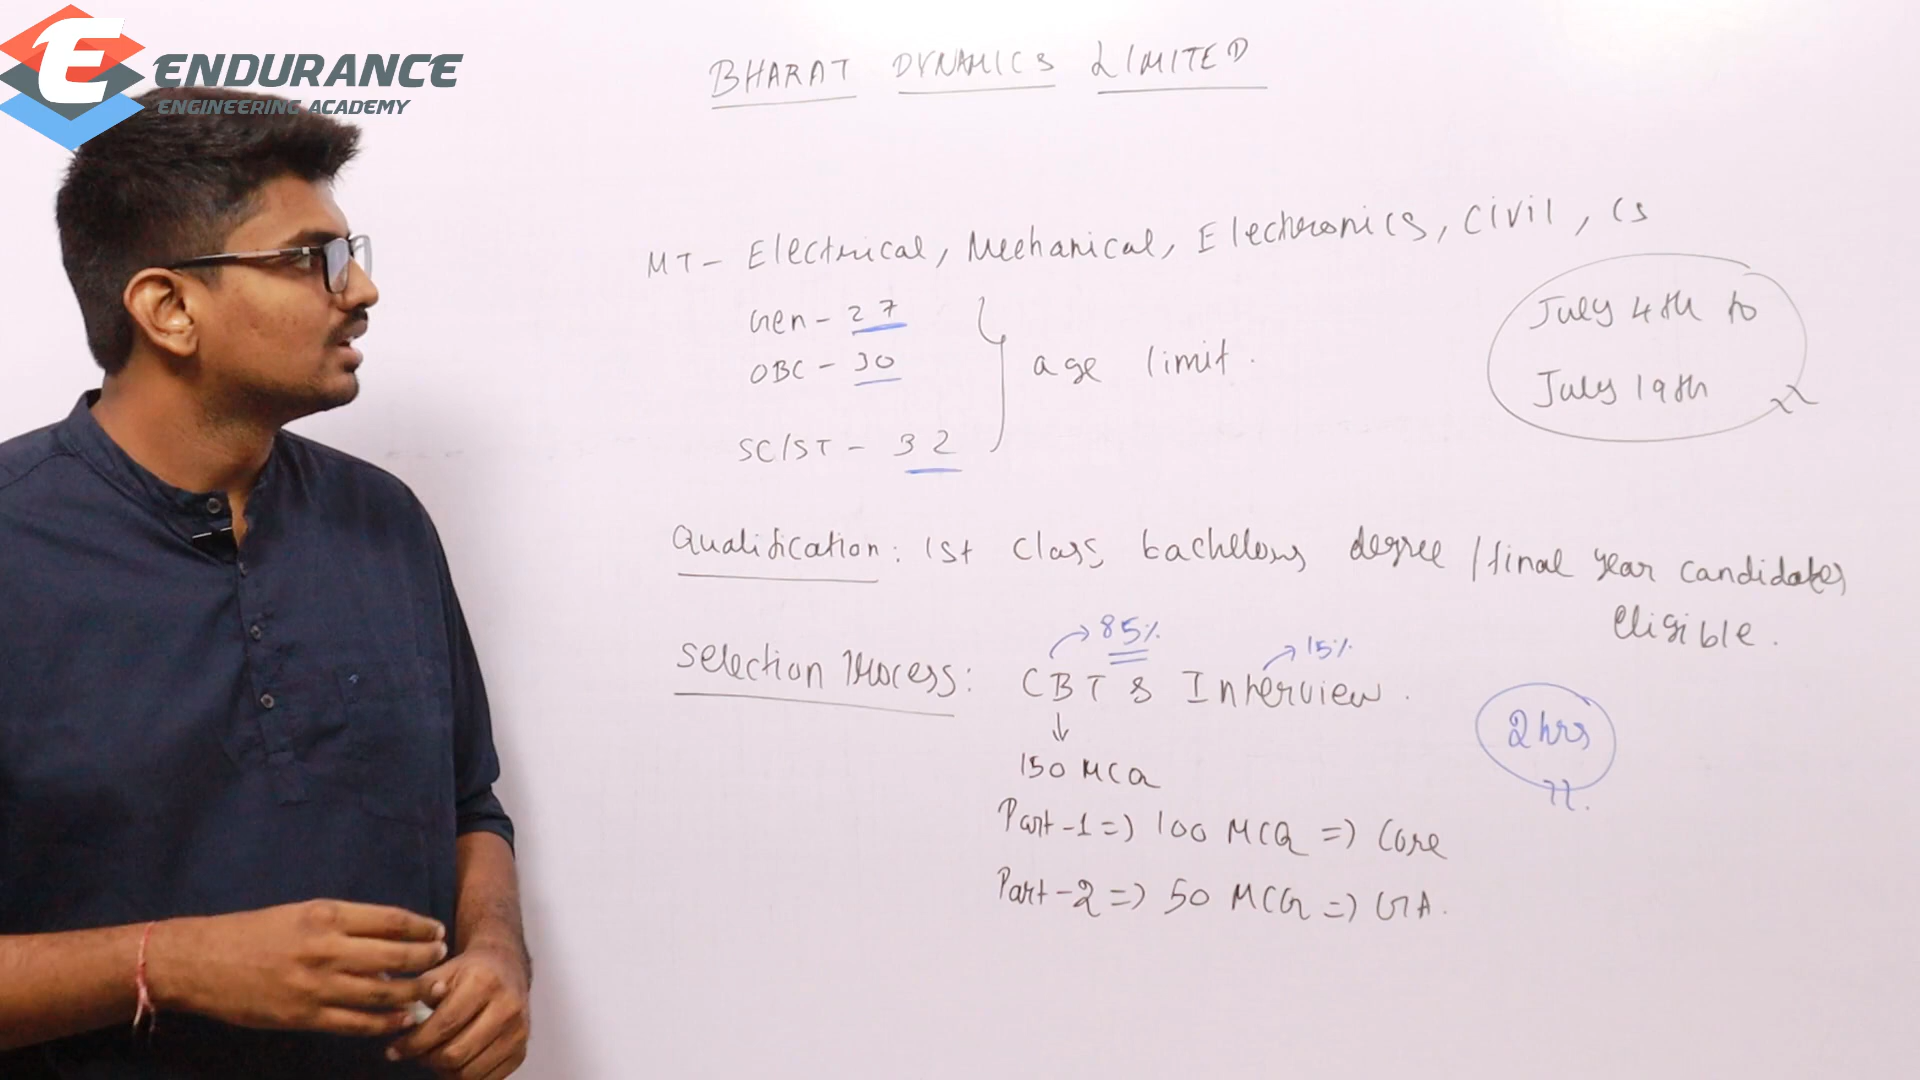 ENDURANCE
ENGINEERING ACADEMY
BHARAT DYNAMICS LIMITED
MT - Electrical, Mechanical, Electronics, Civil, CS
Gen - 27
OBC - 30
SC/ST - 32
age limit.
July 4th to
July 19th
Qualification: 1st class bachelors degree / final year candidates
eligible.
85%
15%
Selection Process: CBT & Interview.
2 hrs
150 MCQ
Part-1 => 100 MCQ => Core
Part-2 => 50 MCQ => GA.